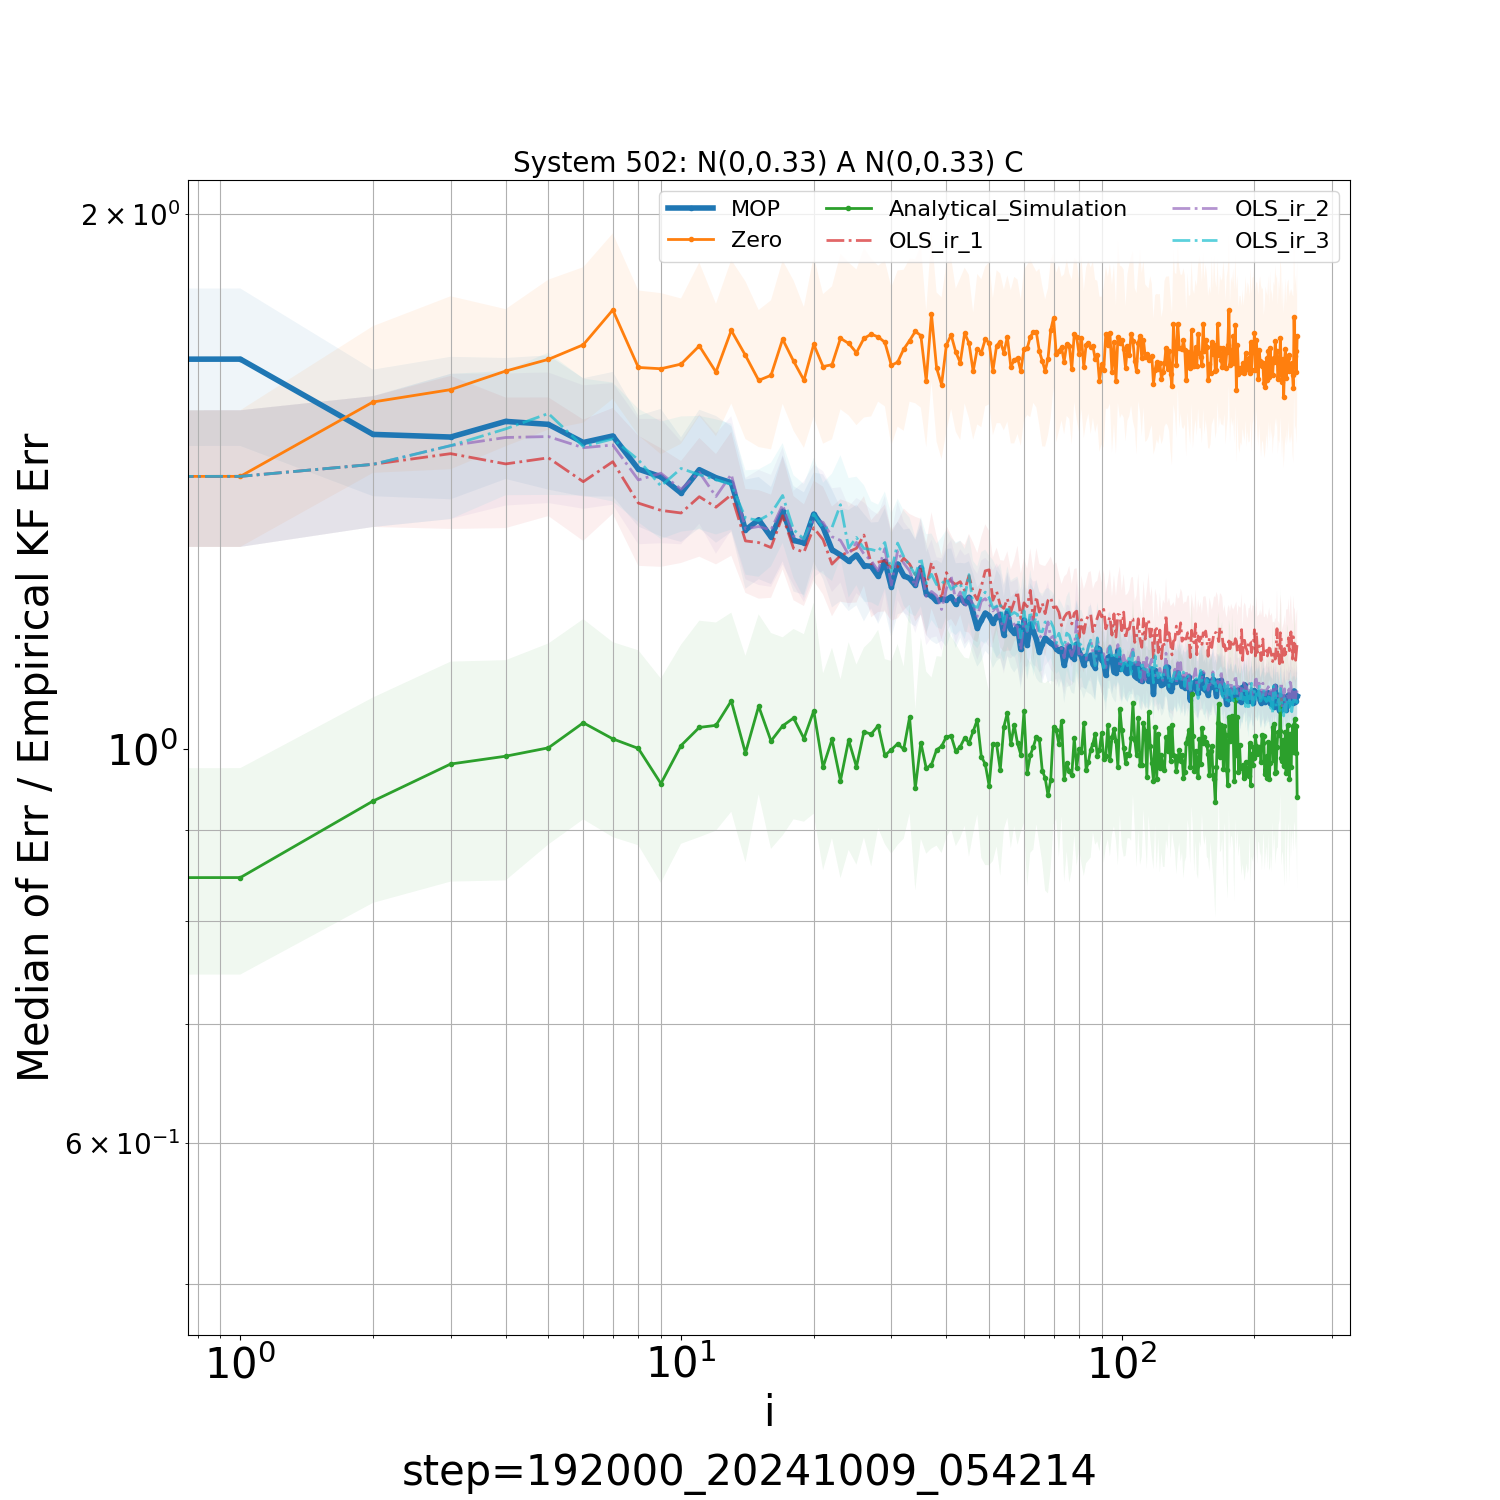 System 502: N(0,0.33) A N(0,0.33) C
MOP
Zero
Analytical_Simulation
OLS_ir_1
OLS_ir_2
OLS_ir_3
Median of Err / Empirical KF Err
2 × 10⁰
10⁰
6 × 10⁻¹
10⁰
10¹
10²
i
step=192000_20241009_054214